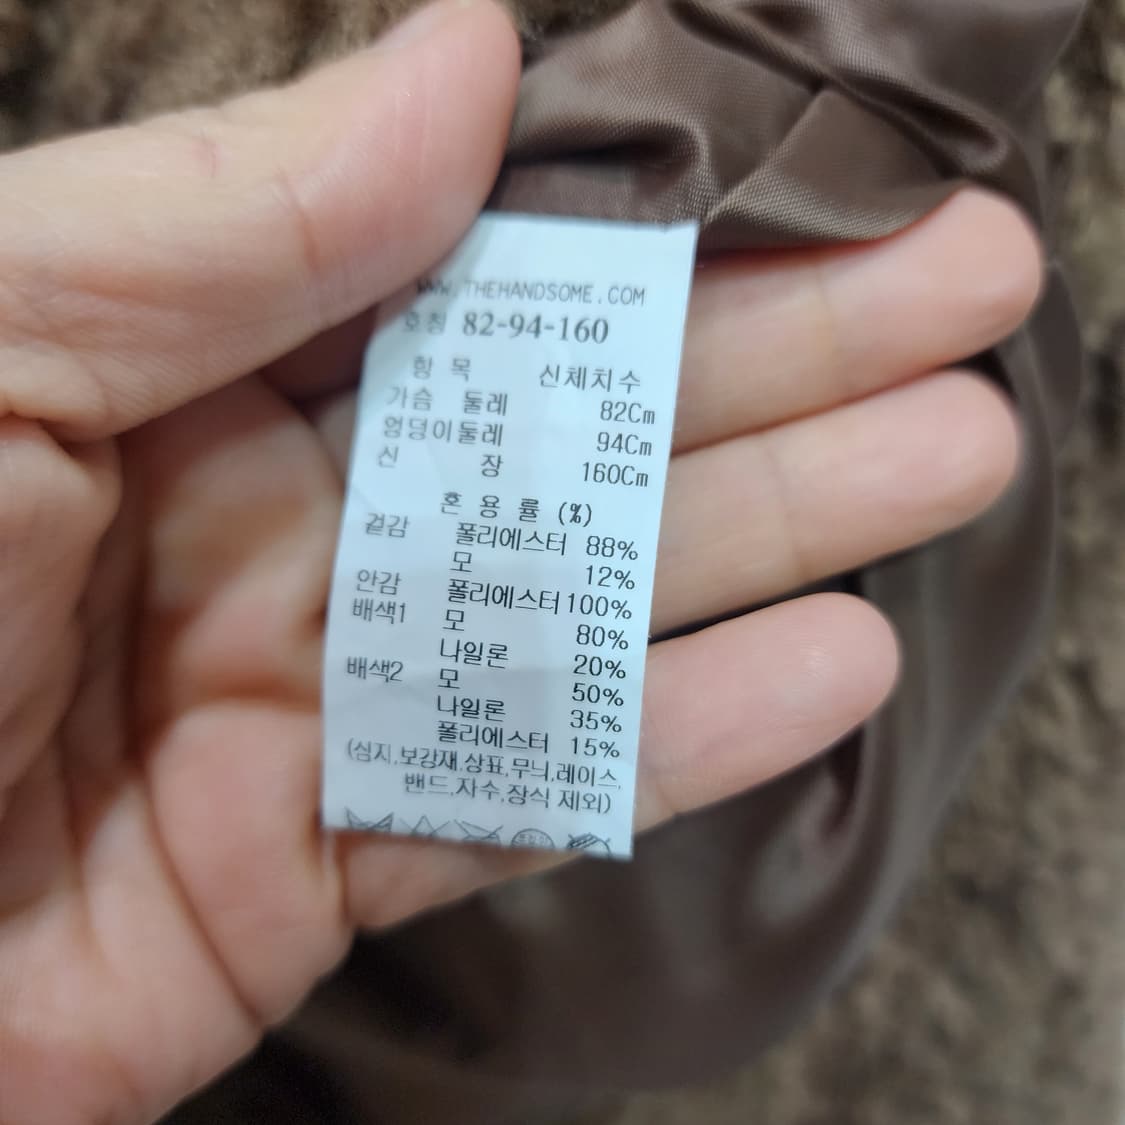 WWW.THEHANDSOME.COM
호칭 82-94-160
항 목 신체치수
가슴 둘레 82Cm
엉덩이둘레 94Cm
신 장 160Cm
혼 용 률 (%)
겉감 폴리에스터 88%
모 12%
안감 폴리에스터 100%
배색1 모 80%
나일론 20%
배색2 모 50%
나일론 35%
폴리에스터 15%
(심지,보강재,상표,무늬,레이스,
밴드,자수,장식 제외)